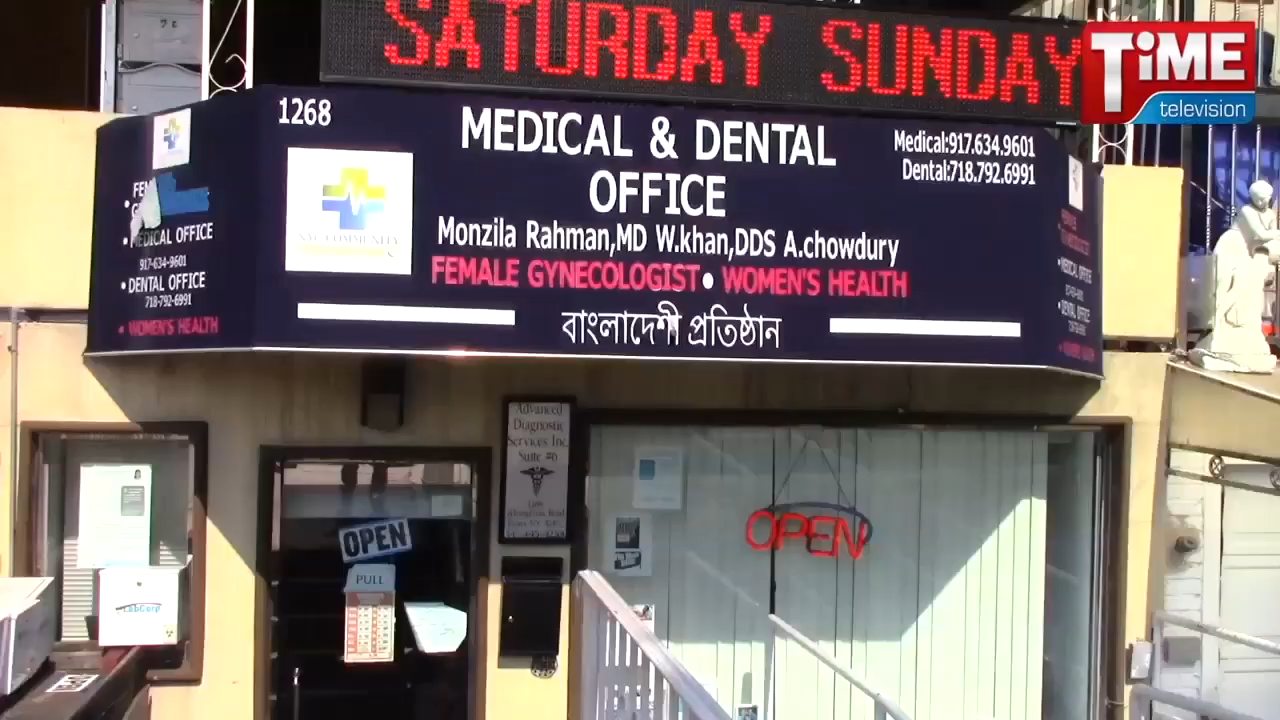 SATURDAY SUNDAY
TiME
television
1268
MEDICAL & DENTAL
OFFICE
Medical:917.634.9601
Dental:718.792.6991
Monzila Rahman,MD W.khan,DDS A.chowdury
FEMALE GYNECOLOGIST • WOMEN'S HEALTH
বাংলাদেশী প্রতিষ্ঠান
NYC COMMUNITY
• MEDICAL OFFICE
917-634-9601
• DENTAL OFFICE
718-792-6991
• WOMEN'S HEALTH
Advanced
Diagnostic
Services Inc.
Suite #6
OPEN
PULL
OPEN
LabCorp